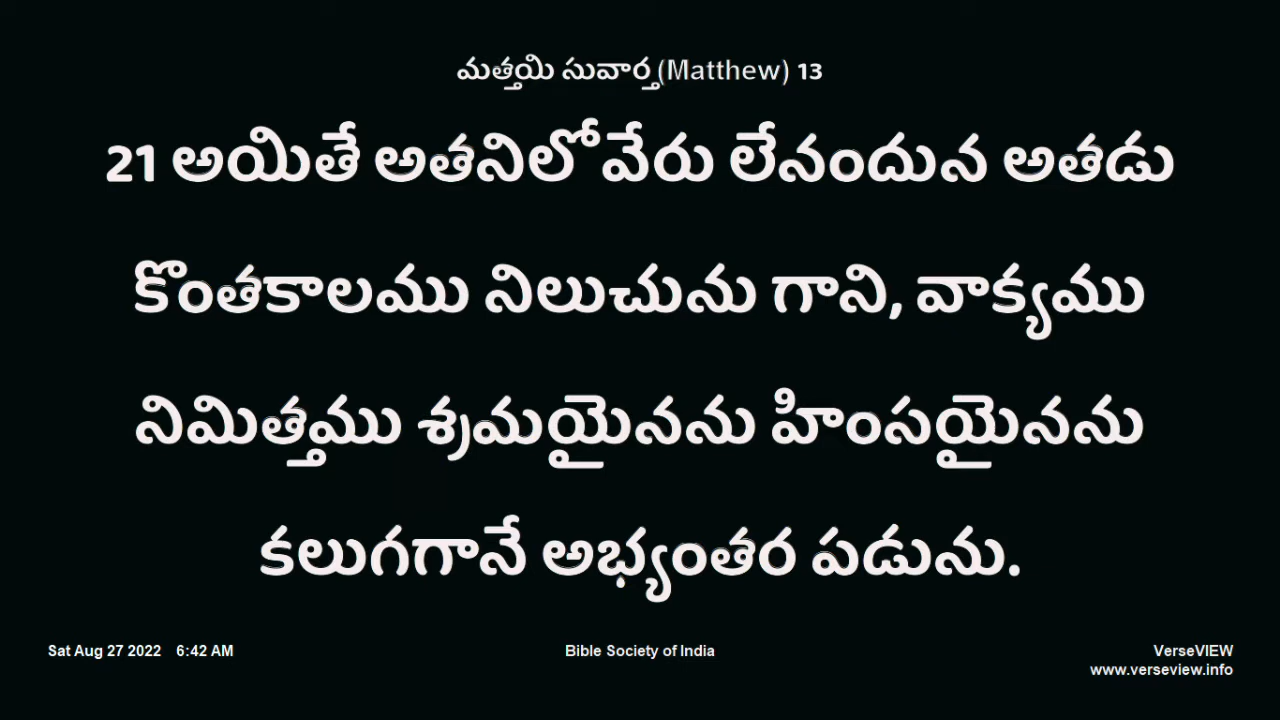 మత్తయి సువార్త(Matthew) 13
21 అయితే అతనిలోవేరు లేనందున అతడు
కొంతకాలము నిలుచును గాని, వాక్యము
నిమిత్తము శ్రమయైనను హింసయైనను
కలుగగానే అభ్యంతర పడును.
Sat Aug 27 2022 6:42 AM
Bible Society of India
VerseVIEW
www.verseview.info